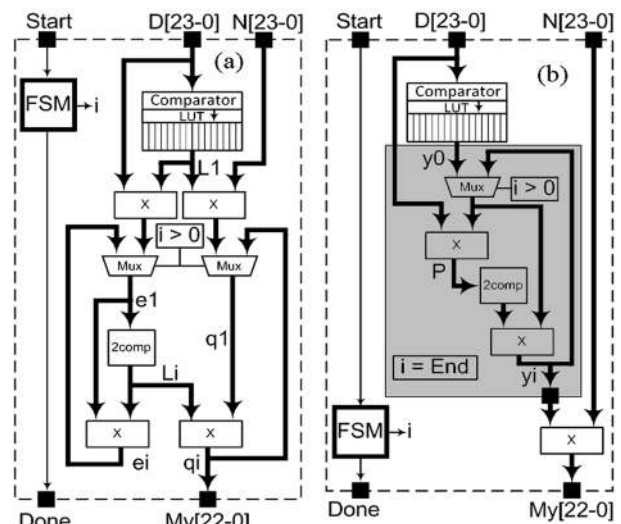 Start D[23-0] N[23-0]
(a)
FSM i
Comparator
LUT
L1
X X
i > 0
Mux Mux
e1
2comp
q1
Li
X X
ei qi
Done My[22-0]
Start D[23-0] N[23-0]
(b)
Comparator
LUT
y0
Mux i > 0
X
P
2comp
X
i = End
yi
FSM i
X
Done My[22-0]